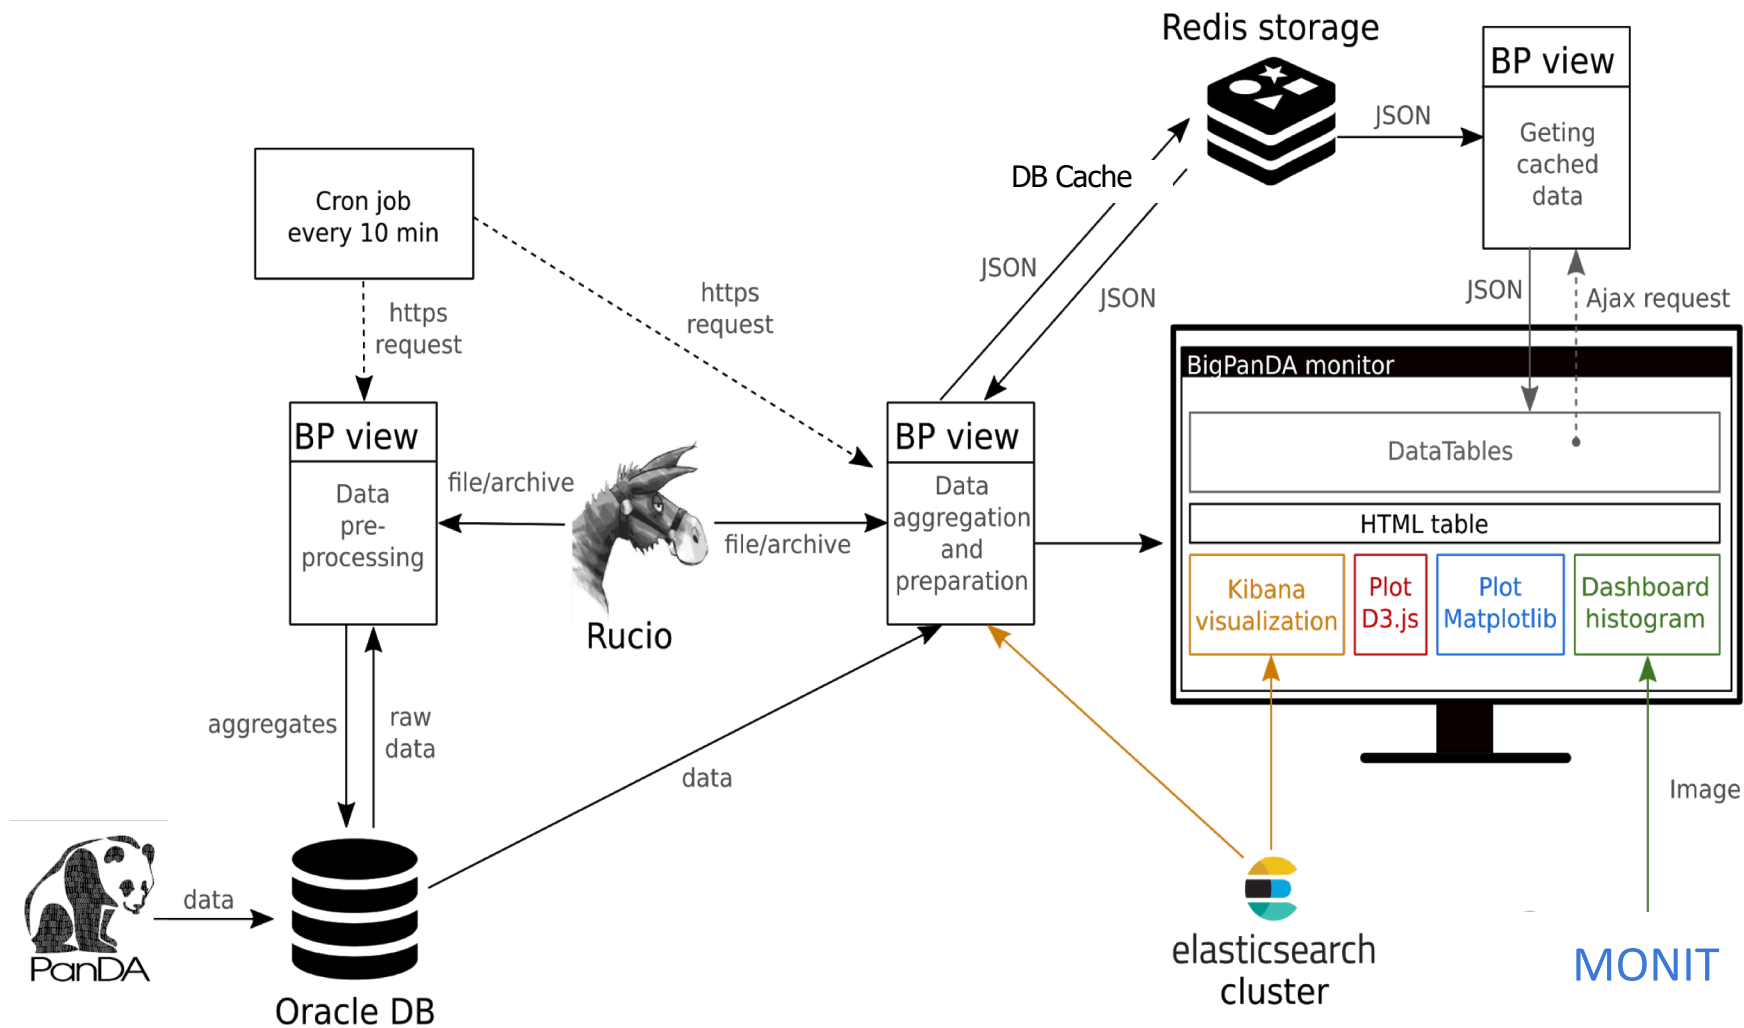 Redis storage
BP view
Geting
cached
data
JSON
DB Cache
Cron job
every 10 min
https
request
https
request
JSON
JSON
JSON
Ajax request
BigPanDA monitor
DataTables
HTML table
Kibana
visualization
Plot
D3.js
Plot
Matplotlib
Dashboard
histogram
BP view
Data
pre-
processing
file/archive
file/archive
Rucio
BP view
Data
aggregation
and
preparation
aggregates
raw
data
data
Image
data
PanDA
Oracle DB
elasticsearch
cluster
MONIT